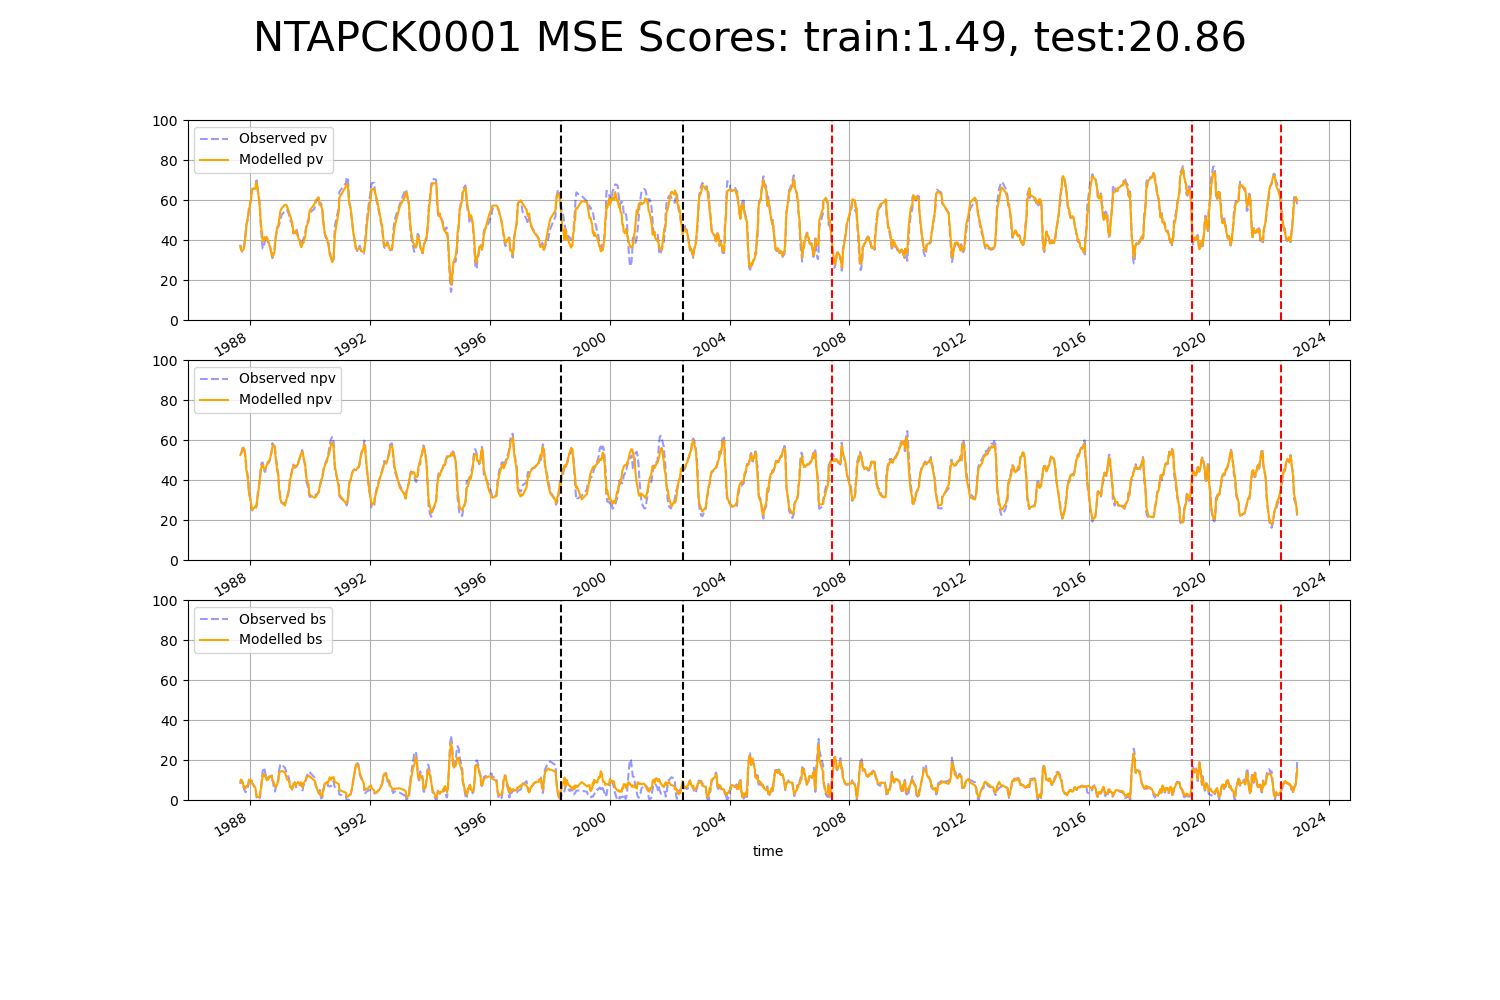 NTAPCK0001 MSE Scores: train:1.49, test:20.86
100
80
60
40
20
0
Observed pv
Modelled pv
1988 1992 1996 2000 2004 2008 2012 2016 2020 2024
100
80
60
40
20
0
Observed npv
Modelled npv
1988 1992 1996 2000 2004 2008 2012 2016 2020 2024
100
80
60
40
20
0
Observed bs
Modelled bs
1988 1992 1996 2000 2004 2008 2012 2016 2020 2024
time